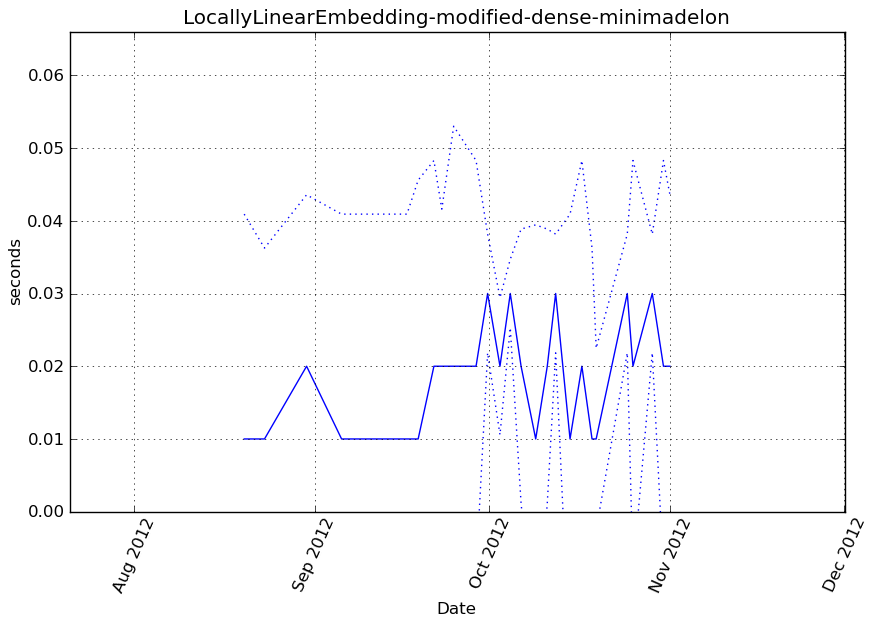 LocallyLinearEmbedding-modified-dense-minimadelon
0.06
0.05
0.04
0.03
0.02
0.01
0.00
seconds
Aug 2012
Sep 2012
Oct 2012
Nov 2012
Dec 2012
Date